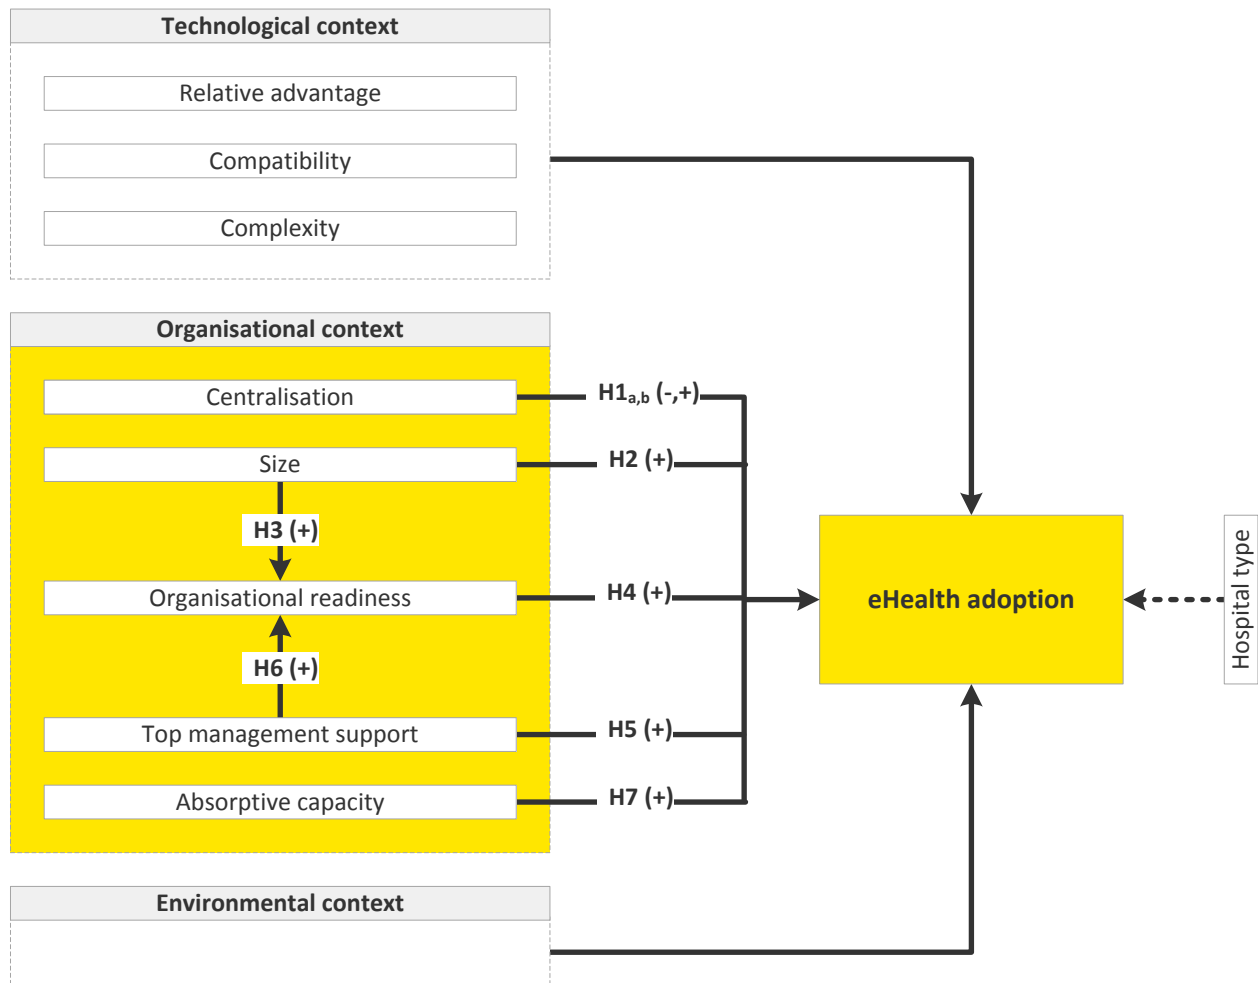 Technological context
Relative advantage
Compatibility
Complexity
Organisational context
Centralisation
H1a,b (-,+)
Size
H2 (+)
H3 (+)
Organisational readiness
H4 (+)
eHealth adoption
Hospital type
H6 (+)
Top management support
H5 (+)
Absorptive capacity
H7 (+)
Environmental context